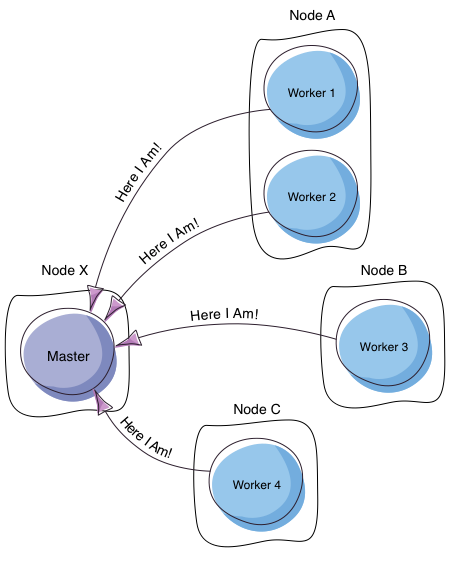 Node A
Worker 1
Here I Am!
Worker 2
Here I Am!
Node X
Node B
Here I Am!
Worker 3
Master
Node C
Here I Am!
Worker 4